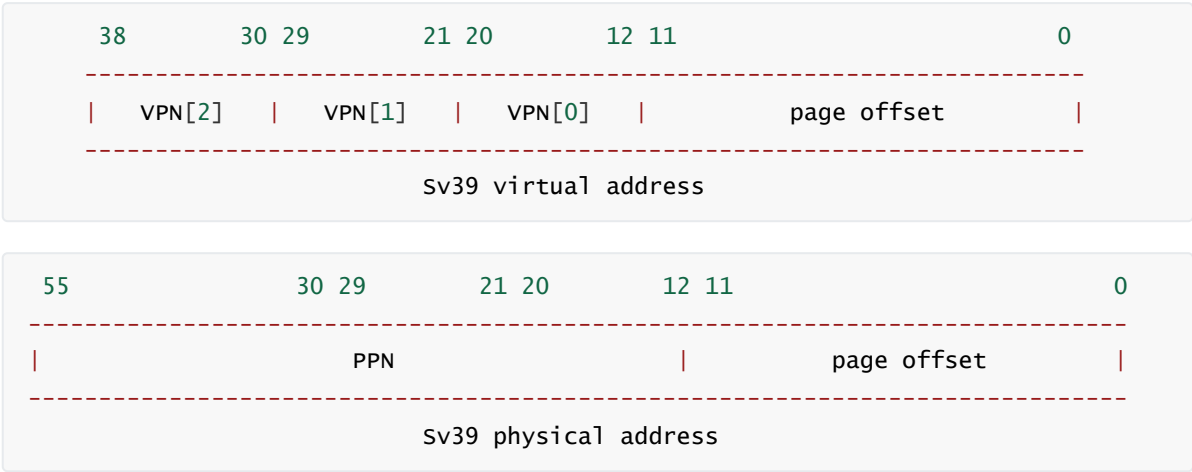 38 30 29 21 20 12 11 0
-----------------------------------------------------------------------
| VPN[2] | VPN[1] | VPN[0] | page offset |
-----------------------------------------------------------------------
Sv39 virtual address
55 30 29 21 20 12 11 0
------------------------------------------------------------------------------
| PPN | page offset |
------------------------------------------------------------------------------
Sv39 physical address